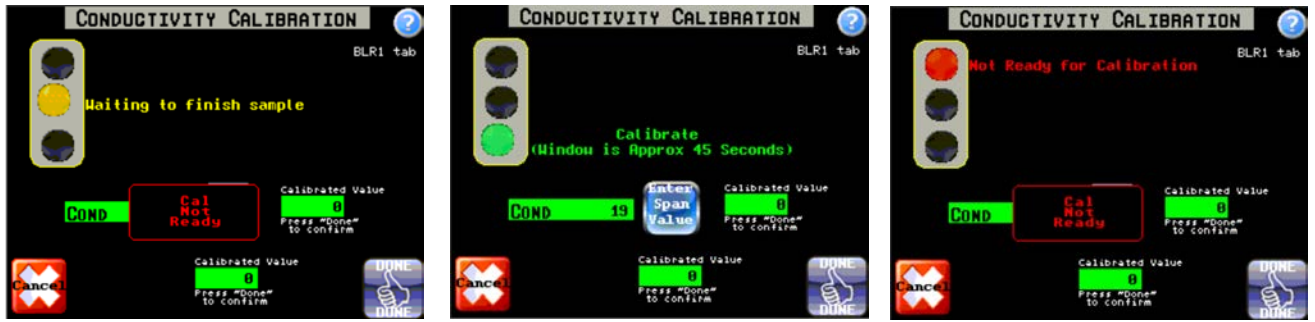 CONDUCTIVITY CALIBRATION
?
BLR1 tab
Waiting to finish sample
COND
Cal
Not
Ready
Calibrated Value
0
Press "Done"
to confirm
Cancel
Calibrated Value
0
Press "Done"
to confirm
DONE
DONE
CONDUCTIVITY CALIBRATION
?
BLR1 tab
Calibrate
(Window is Approx 45 Seconds)
COND 19
Enter
Span
Value
Calibrated Value
0
Press "Done"
to confirm
Cancel
Calibrated Value
0
Press "Done"
to confirm
DONE
DONE
CONDUCTIVITY CALIBRATION
?
BLR1 tab
Not Ready for Calibration
COND
Cal
Not
Ready
Calibrated Value
0
Press "Done"
to confirm
Cancel
Calibrated Value
0
Press "Done"
to confirm
DONE
DONE